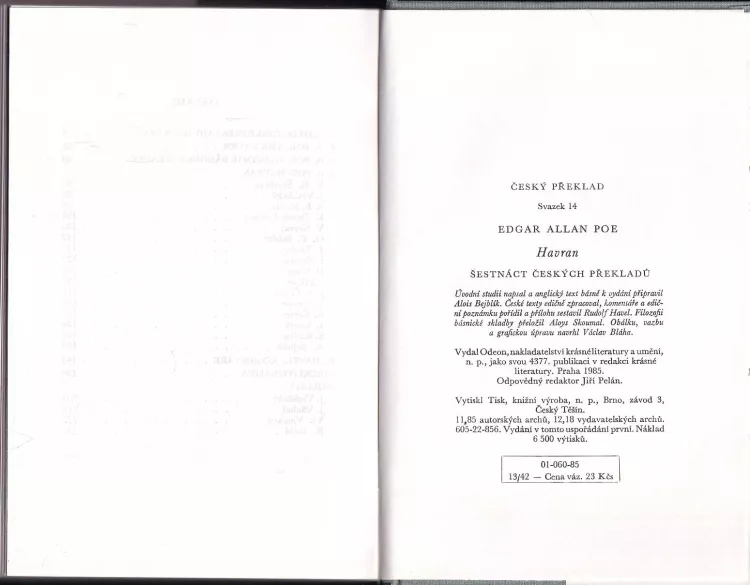 ČESKÝ PŘEKLAD
Svazek 14
EDGAR ALLAN POE
Havran
ŠESTNÁCT ČESKÝCH PŘEKLADŮ
Úvodní studii napsal a anglický text básně k vydání připravil
Alois Bejblík. České texty edičně zpracoval, komentáře a edič-
ní poznámku pořídil a přílohu sestavil Rudolf Havel. Filozofii
básnické skladby přeložil Aloys Skoumal. Obálku, vazbu
a grafickou úpravu navrhl Václav Bláha.
Vydal Odeon, nakladatelství krásné literatury a umění,
n. p., jako svou 4377. publikaci v redakci krásné
literatury. Praha 1985.
Odpovědný redaktor Jiří Pelán.
Vytiskl Tisk, knižní výroba, n. p., Brno, závod 3,
Český Těšín.
11,85 autorských archů, 12,18 vydavatelských archů.
605-22-856. Vydání v tomto uspořádání první. Náklad
6 500 výtisků.
01-060-85
13/42 — Cena váz. 23 Kčs